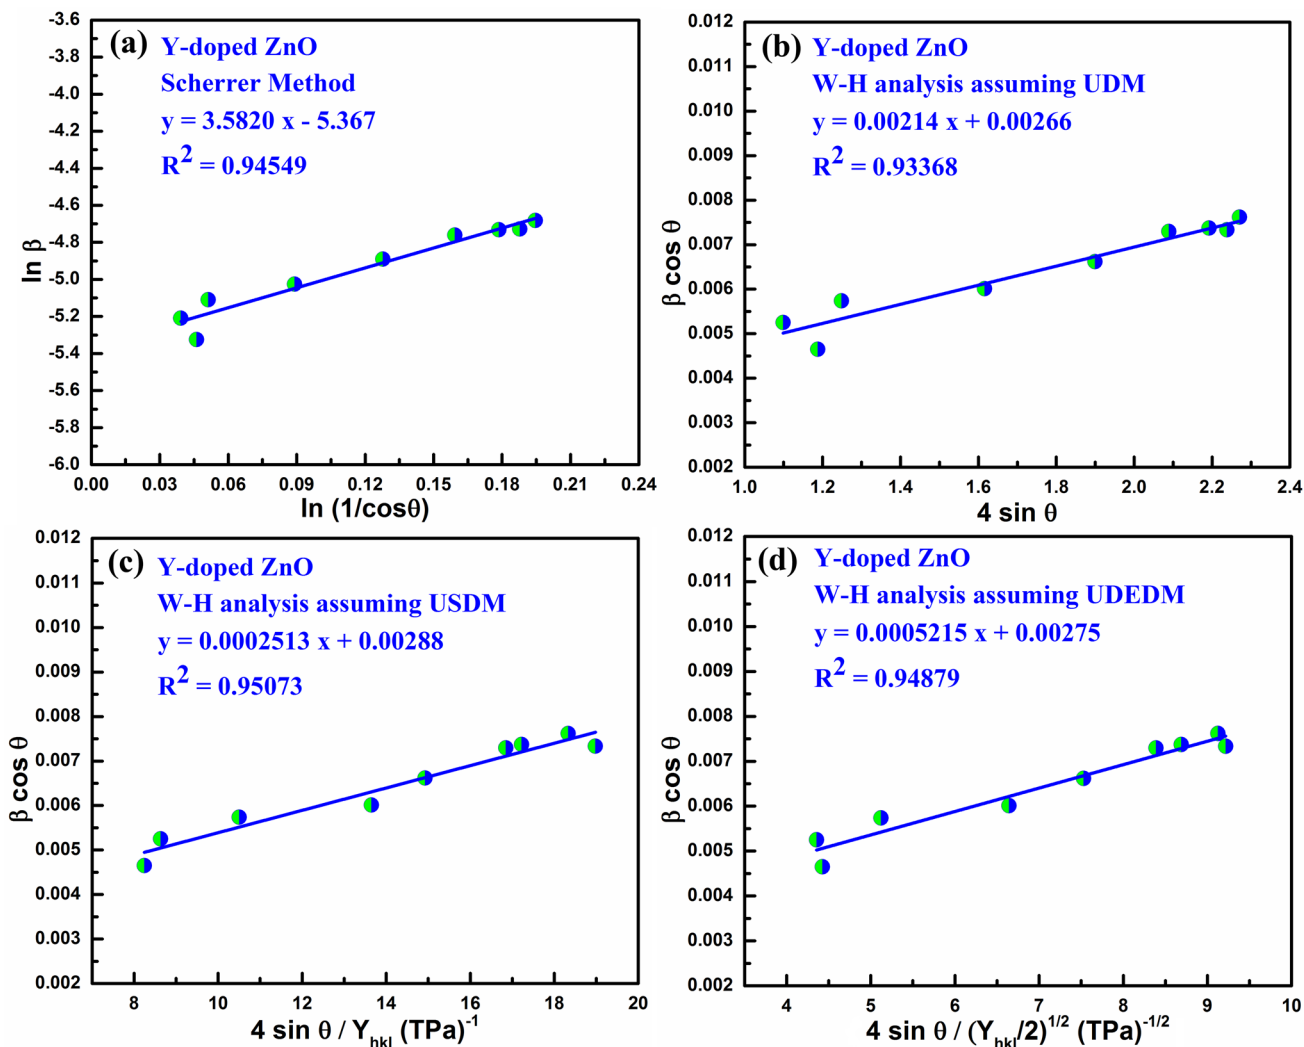 (a) Y-doped ZnO
Scherrer Method
y = 3.5820 x - 5.367
R² = 0.94549
ln β
-3.6
-3.8
-4.0
-4.2
-4.4
-4.6
-4.8
-5.0
-5.2
-5.4
-5.6
-5.8
-6.0
0.00 0.03 0.06 0.09 0.12 0.15 0.18 0.21 0.24
ln (1/cosθ)
(b) Y-doped ZnO
W-H analysis assuming UDM
y = 0.00214 x + 0.00266
R² = 0.93368
β cos θ
0.012
0.011
0.010
0.009
0.008
0.007
0.006
0.005
0.004
0.003
0.002
1.0 1.2 1.4 1.6 1.8 2.0 2.2 2.4
4 sin θ
(c) Y-doped ZnO
W-H analysis assuming USDM
y = 0.0002513 x + 0.00288
R² = 0.95073
β cos θ
0.012
0.011
0.010
0.009
0.008
0.007
0.006
0.005
0.004
0.003
0.002
8 10 12 14 16 18 20
4 sin θ / Yhkl (TPa)⁻¹
(d) Y-doped ZnO
W-H analysis assuming UDEDM
y = 0.0005215 x + 0.00275
R² = 0.94879
β cos θ
0.012
0.011
0.010
0.009
0.008
0.007
0.006
0.005
0.004
0.003
0.002
4 5 6 7 8 9 10
4 sin θ / (Yhkl/2)^1/2 (TPa)^-1/2